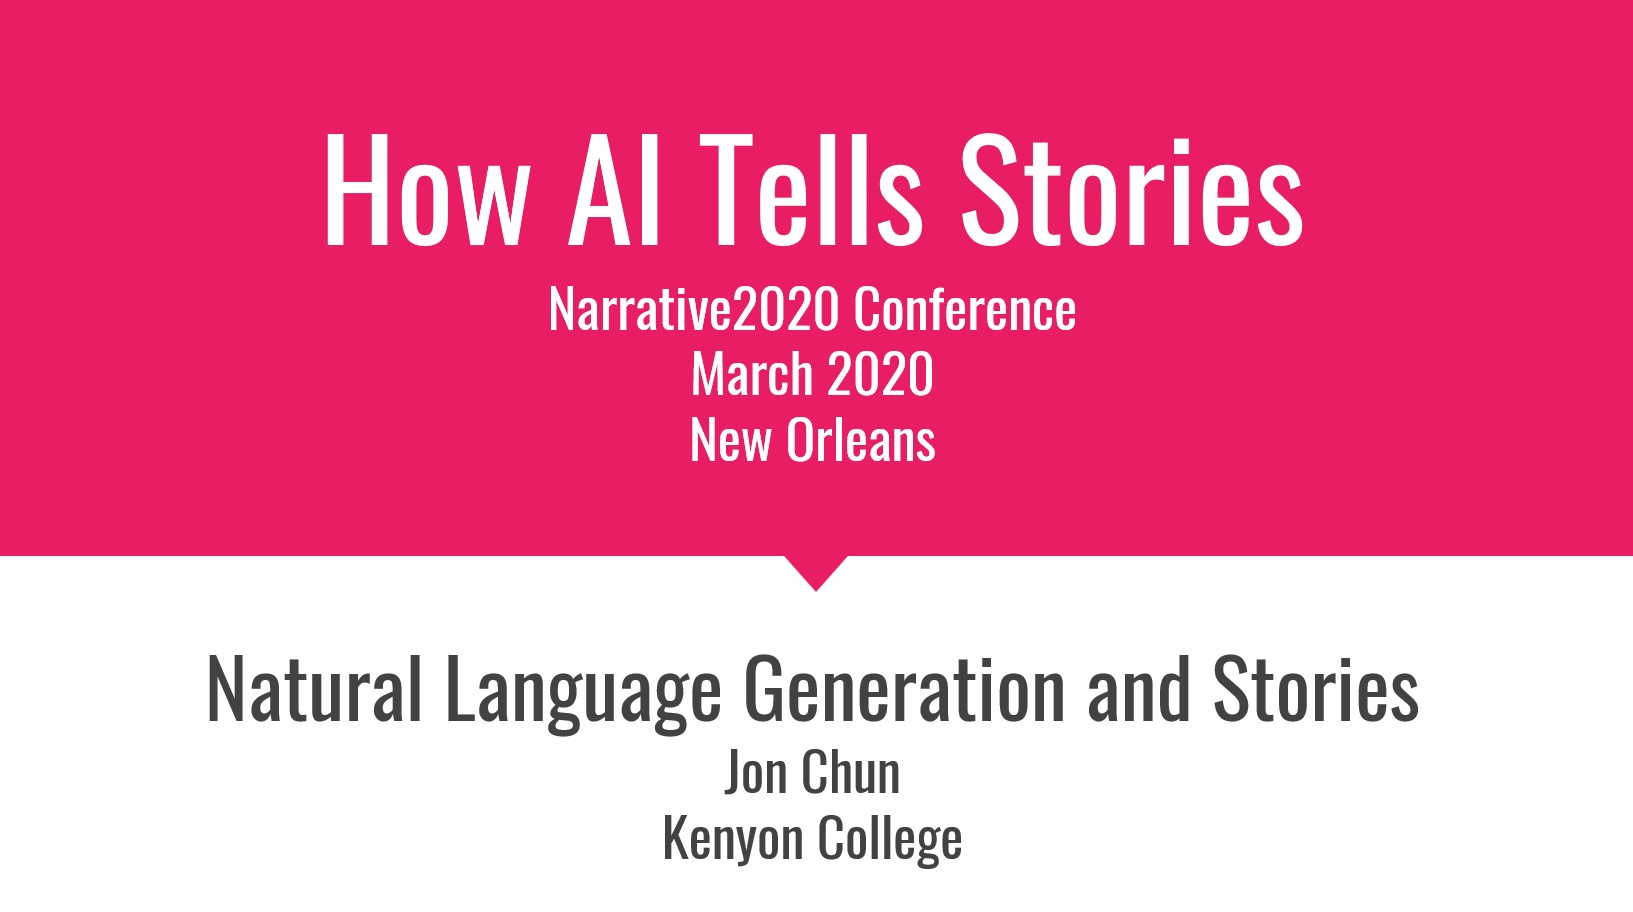 How AI Tells Stories
Narrative2020 Conference
March 2020
New Orleans
Natural Language Generation and Stories
Jon Chun
Kenyon College